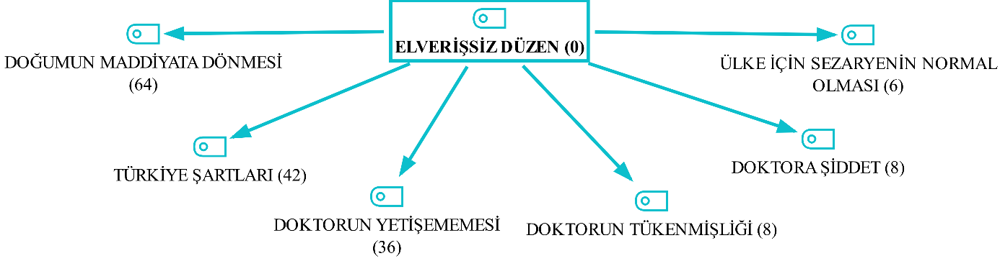 ELVERİŞSİZ DÜZEN (0)
DOĞUMUN MADDİYATA DÖNMESİ
(64)
ÜLKE İÇİN SEZARYENİN NORMAL
OLMASI (6)
TÜRKİYE ŞARTLARI (42)
DOKTORA ŞİDDET (8)
DOKTORUN YETİŞEMEMESİ
(36)
DOKTORUN TÜKENMİŞLİĞİ (8)